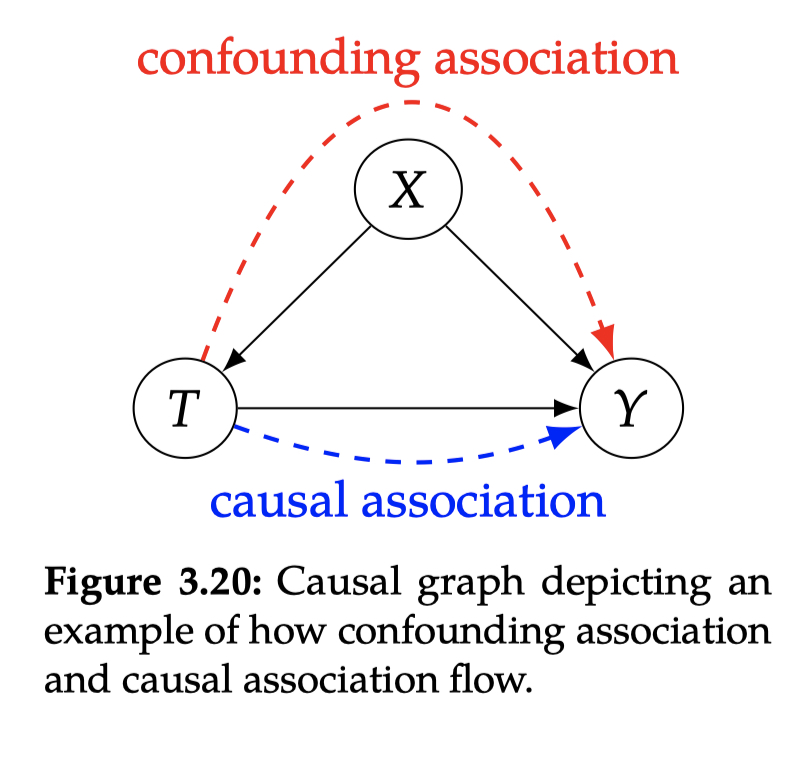 confounding association
X
T
Y
causal association
Figure 3.20: Causal graph depicting an
example of how confounding association
and causal association flow.